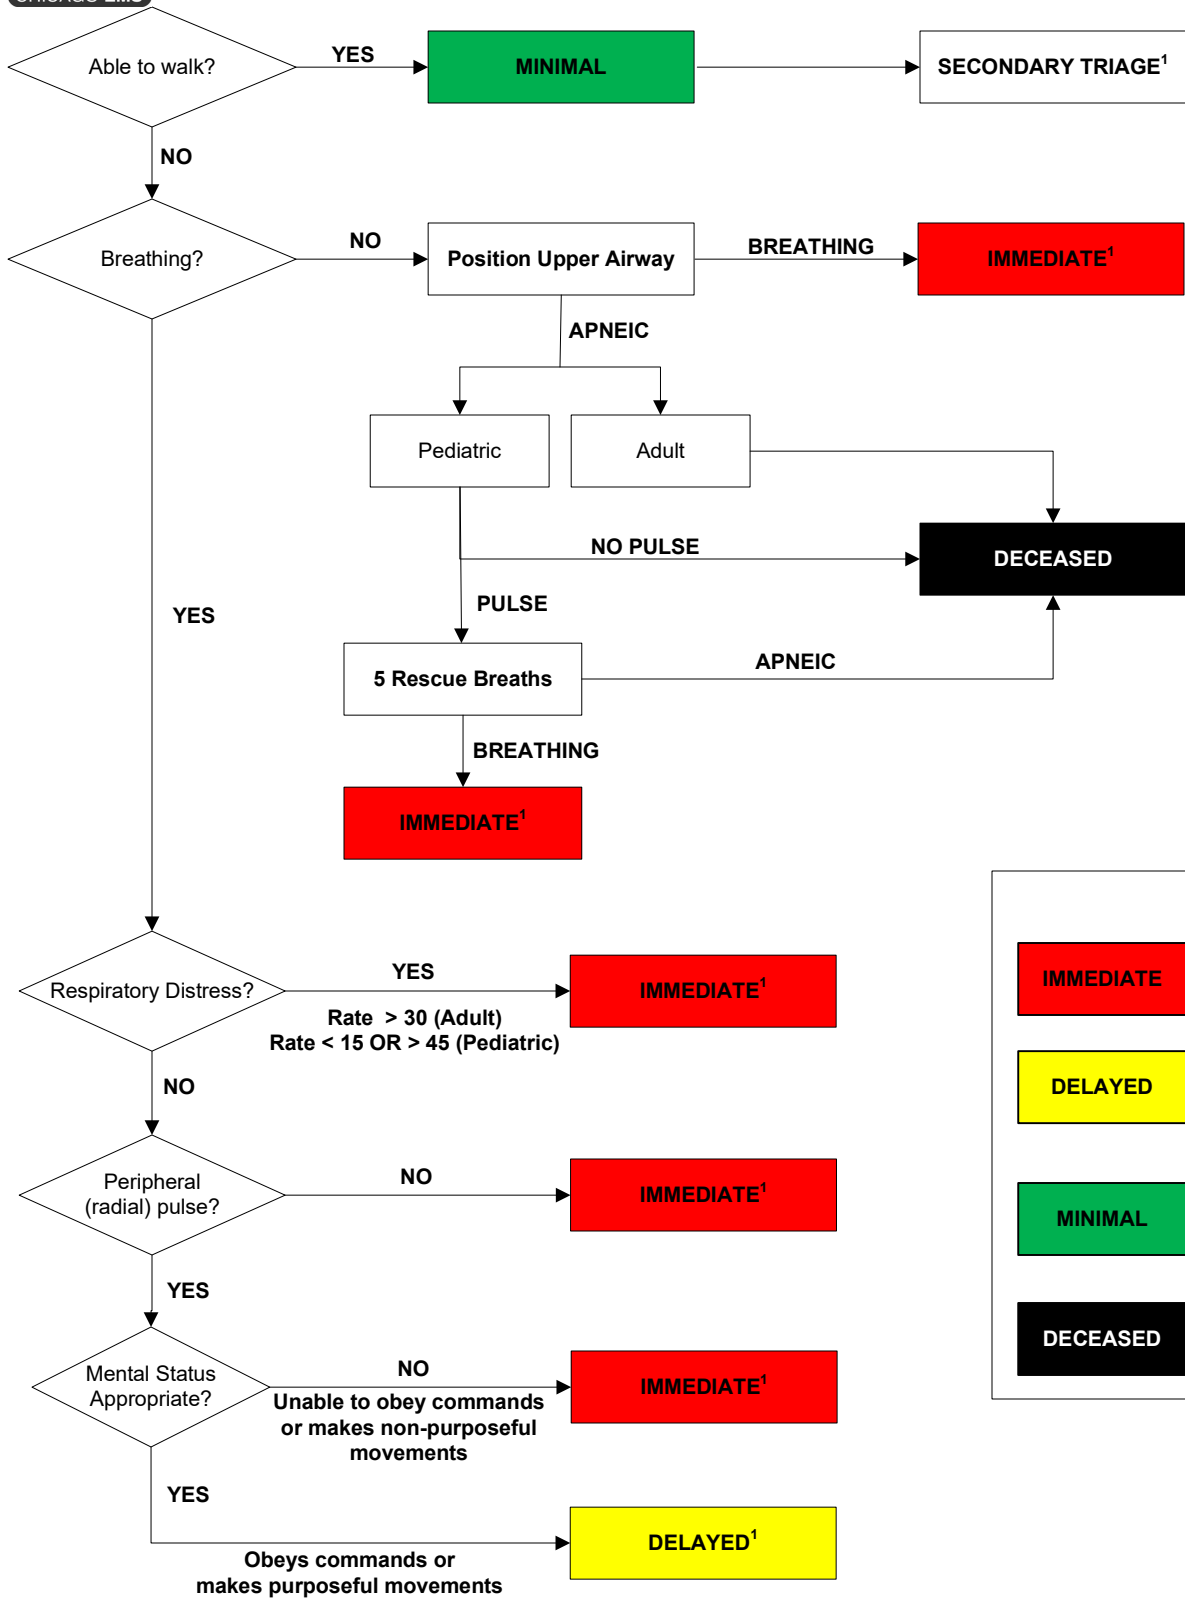 CHICAGO EMS
Able to walk?
YES
MINIMAL
SECONDARY TRIAGE¹
NO
Breathing?
NO
Position Upper Airway
BREATHING
IMMEDIATE¹
APNEIC
Pediatric
Adult
NO PULSE
DECEASED
PULSE
YES
5 Rescue Breaths
APNEIC
BREATHING
IMMEDIATE¹
Respiratory Distress?
YES
Rate > 30 (Adult)
Rate < 15 OR > 45 (Pediatric)
IMMEDIATE¹
NO
Peripheral
(radial) pulse?
NO
IMMEDIATE¹
YES
Mental Status
Appropriate?
NO
Unable to obey commands
or makes non-purposeful
movements
IMMEDIATE¹
YES
Obeys commands or
makes purposeful movements
DELAYED¹
IMMEDIATE
DELAYED
MINIMAL
DECEASED